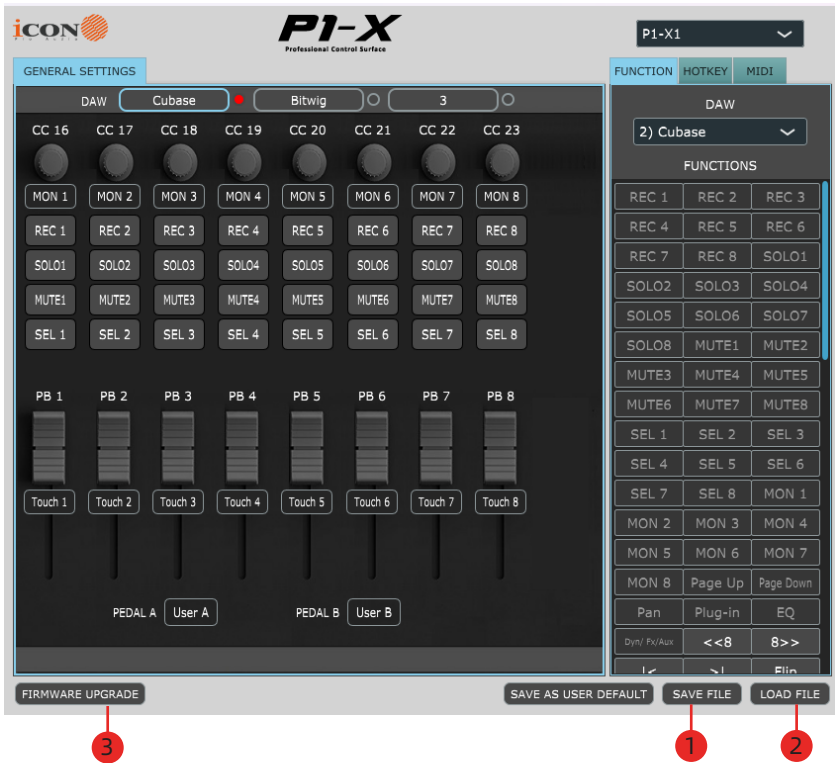 iCON P1-X P1-X1
Pro Audio Professional Control Surface
GENERAL SETTINGS FUNCTION HOTKEY MIDI
DAW Cubase Bitwig 3
CC 16 CC 17 CC 18 CC 19 CC 20 CC 21 CC 22 CC 23
MON 1 MON 2 MON 3 MON 4 MON 5 MON 6 MON 7 MON 8
REC 1 REC 2 REC 3 REC 4 REC 5 REC 6 REC 7 REC 8
SOLO1 SOLO2 SOLO3 SOLO4 SOLO5 SOLO6 SOLO7 SOLO8
MUTE1 MUTE2 MUTE3 MUTE4 MUTE5 MUTE6 MUTE7 MUTE8
SEL 1 SEL 2 SEL 3 SEL 4 SEL 5 SEL 6 SEL 7 SEL 8
PB 1 PB 2 PB 3 PB 4 PB 5 PB 6 PB 7 PB 8
Touch 1 Touch 2 Touch 3 Touch 4 Touch 5 Touch 6 Touch 7 Touch 8
PEDAL A User A PEDAL B User B
DAW
2) Cubase
FUNCTIONS
REC 1 REC 2 REC 3
REC 4 REC 5 REC 6
REC 7 REC 8 SOLO1
SOLO2 SOLO3 SOLO4
SOLO5 SOLO6 SOLO7
SOLO8 MUTE1 MUTE2
MUTE3 MUTE4 MUTE5
MUTE6 MUTE7 MUTE8
SEL 1 SEL 2 SEL 3
SEL 4 SEL 5 SEL 6
SEL 7 SEL 8 MON 1
MON 2 MON 3 MON 4
MON 5 MON 6 MON 7
MON 8 Page Up Page Down
Pan Plug-in EQ
Dyn/ Fx/Aux <<8 8>>
|< >| Flip
FIRMWARE UPGRADE SAVE AS USER DEFAULT SAVE FILE LOAD FILE
3 1 2